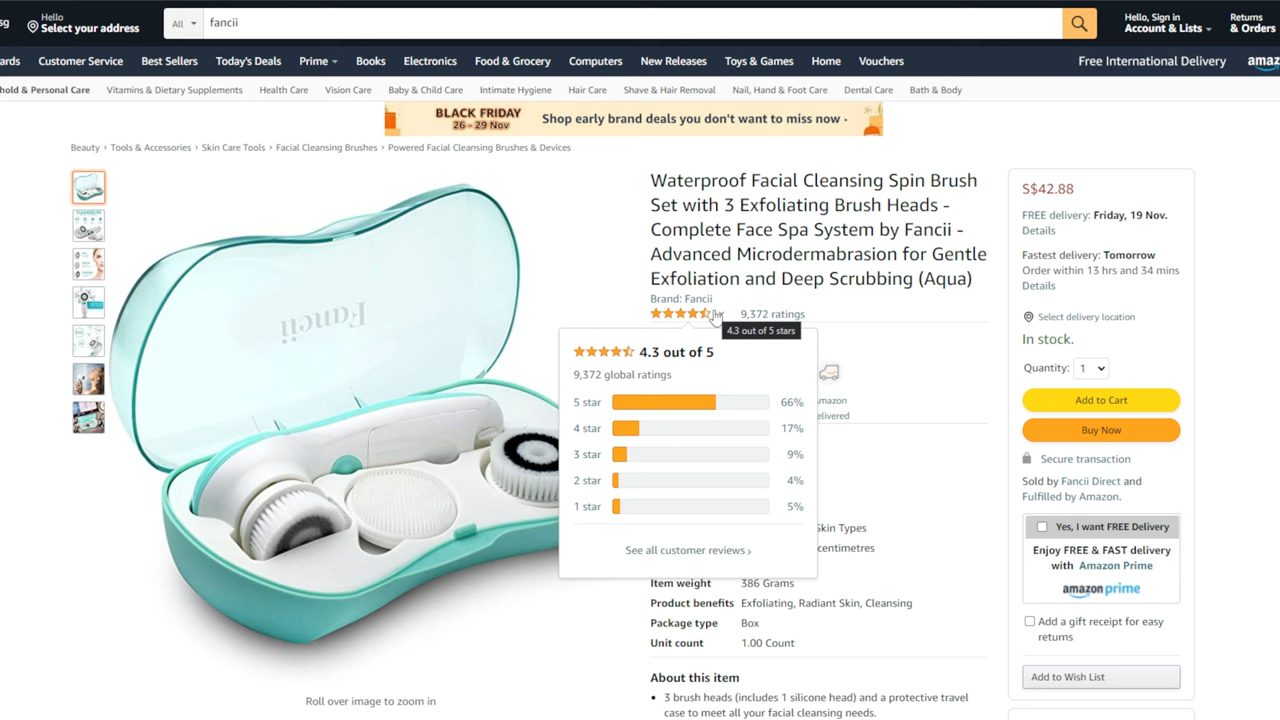 sg
Hello
Select your address
All
fancii
Hello, Sign in
Account & Lists
Returns
& Orders
ards
Customer Service
Best Sellers
Today's Deals
Prime
Books
Electronics
Food & Grocery
Computers
New Releases
Toys & Games
Home
Vouchers
Free International Delivery
amaz
hold & Personal Care
Vitamins & Dietary Supplements
Health Care
Vision Care
Baby & Child Care
Intimate Hygiene
Hair Care
Shave & Hair Removal
Nail, Hand & Foot Care
Dental Care
Bath & Body
BLACK FRIDAY
26 - 29 Nov
Shop early brand deals you don't want to miss now ›
Beauty › Tools & Accessories › Skin Care Tools › Facial Cleansing Brushes › Powered Facial Cleansing Brushes & Devices
Fancii
Roll over image to zoom in
Waterproof Facial Cleansing Spin Brush
Set with 3 Exfoliating Brush Heads -
Complete Face Spa System by Fancii -
Advanced Microdermabrasion for Gentle
Exfoliation and Deep Scrubbing (Aqua)
Brand: Fancii
9,372 ratings
4.3 out of 5 stars
4.3 out of 5
9,372 global ratings
5 star 66%
4 star 17%
3 star 9%
2 star 4%
1 star 5%
See all customer reviews ›
mazon
elivered
Skin Types
centimetres
Item weight 386 Grams
Product benefits Exfoliating, Radiant Skin, Cleansing
Package type Box
Unit count 1.00 Count
About this item
• 3 brush heads (includes 1 silicone head) and a protective travel
case to meet all your facial cleansing needs.
S$42.88
FREE delivery: Friday, 19 Nov.
Details
Fastest delivery: Tomorrow
Order within 13 hrs and 34 mins
Details
Select delivery location
In stock.
Quantity: 1
Add to Cart
Buy Now
Secure transaction
Sold by Fancii Direct and
Fulfilled by Amazon.
Yes, I want FREE Delivery
Enjoy FREE & FAST delivery
with Amazon Prime
amazon prime
Add a gift receipt for easy
returns
Add to Wish List